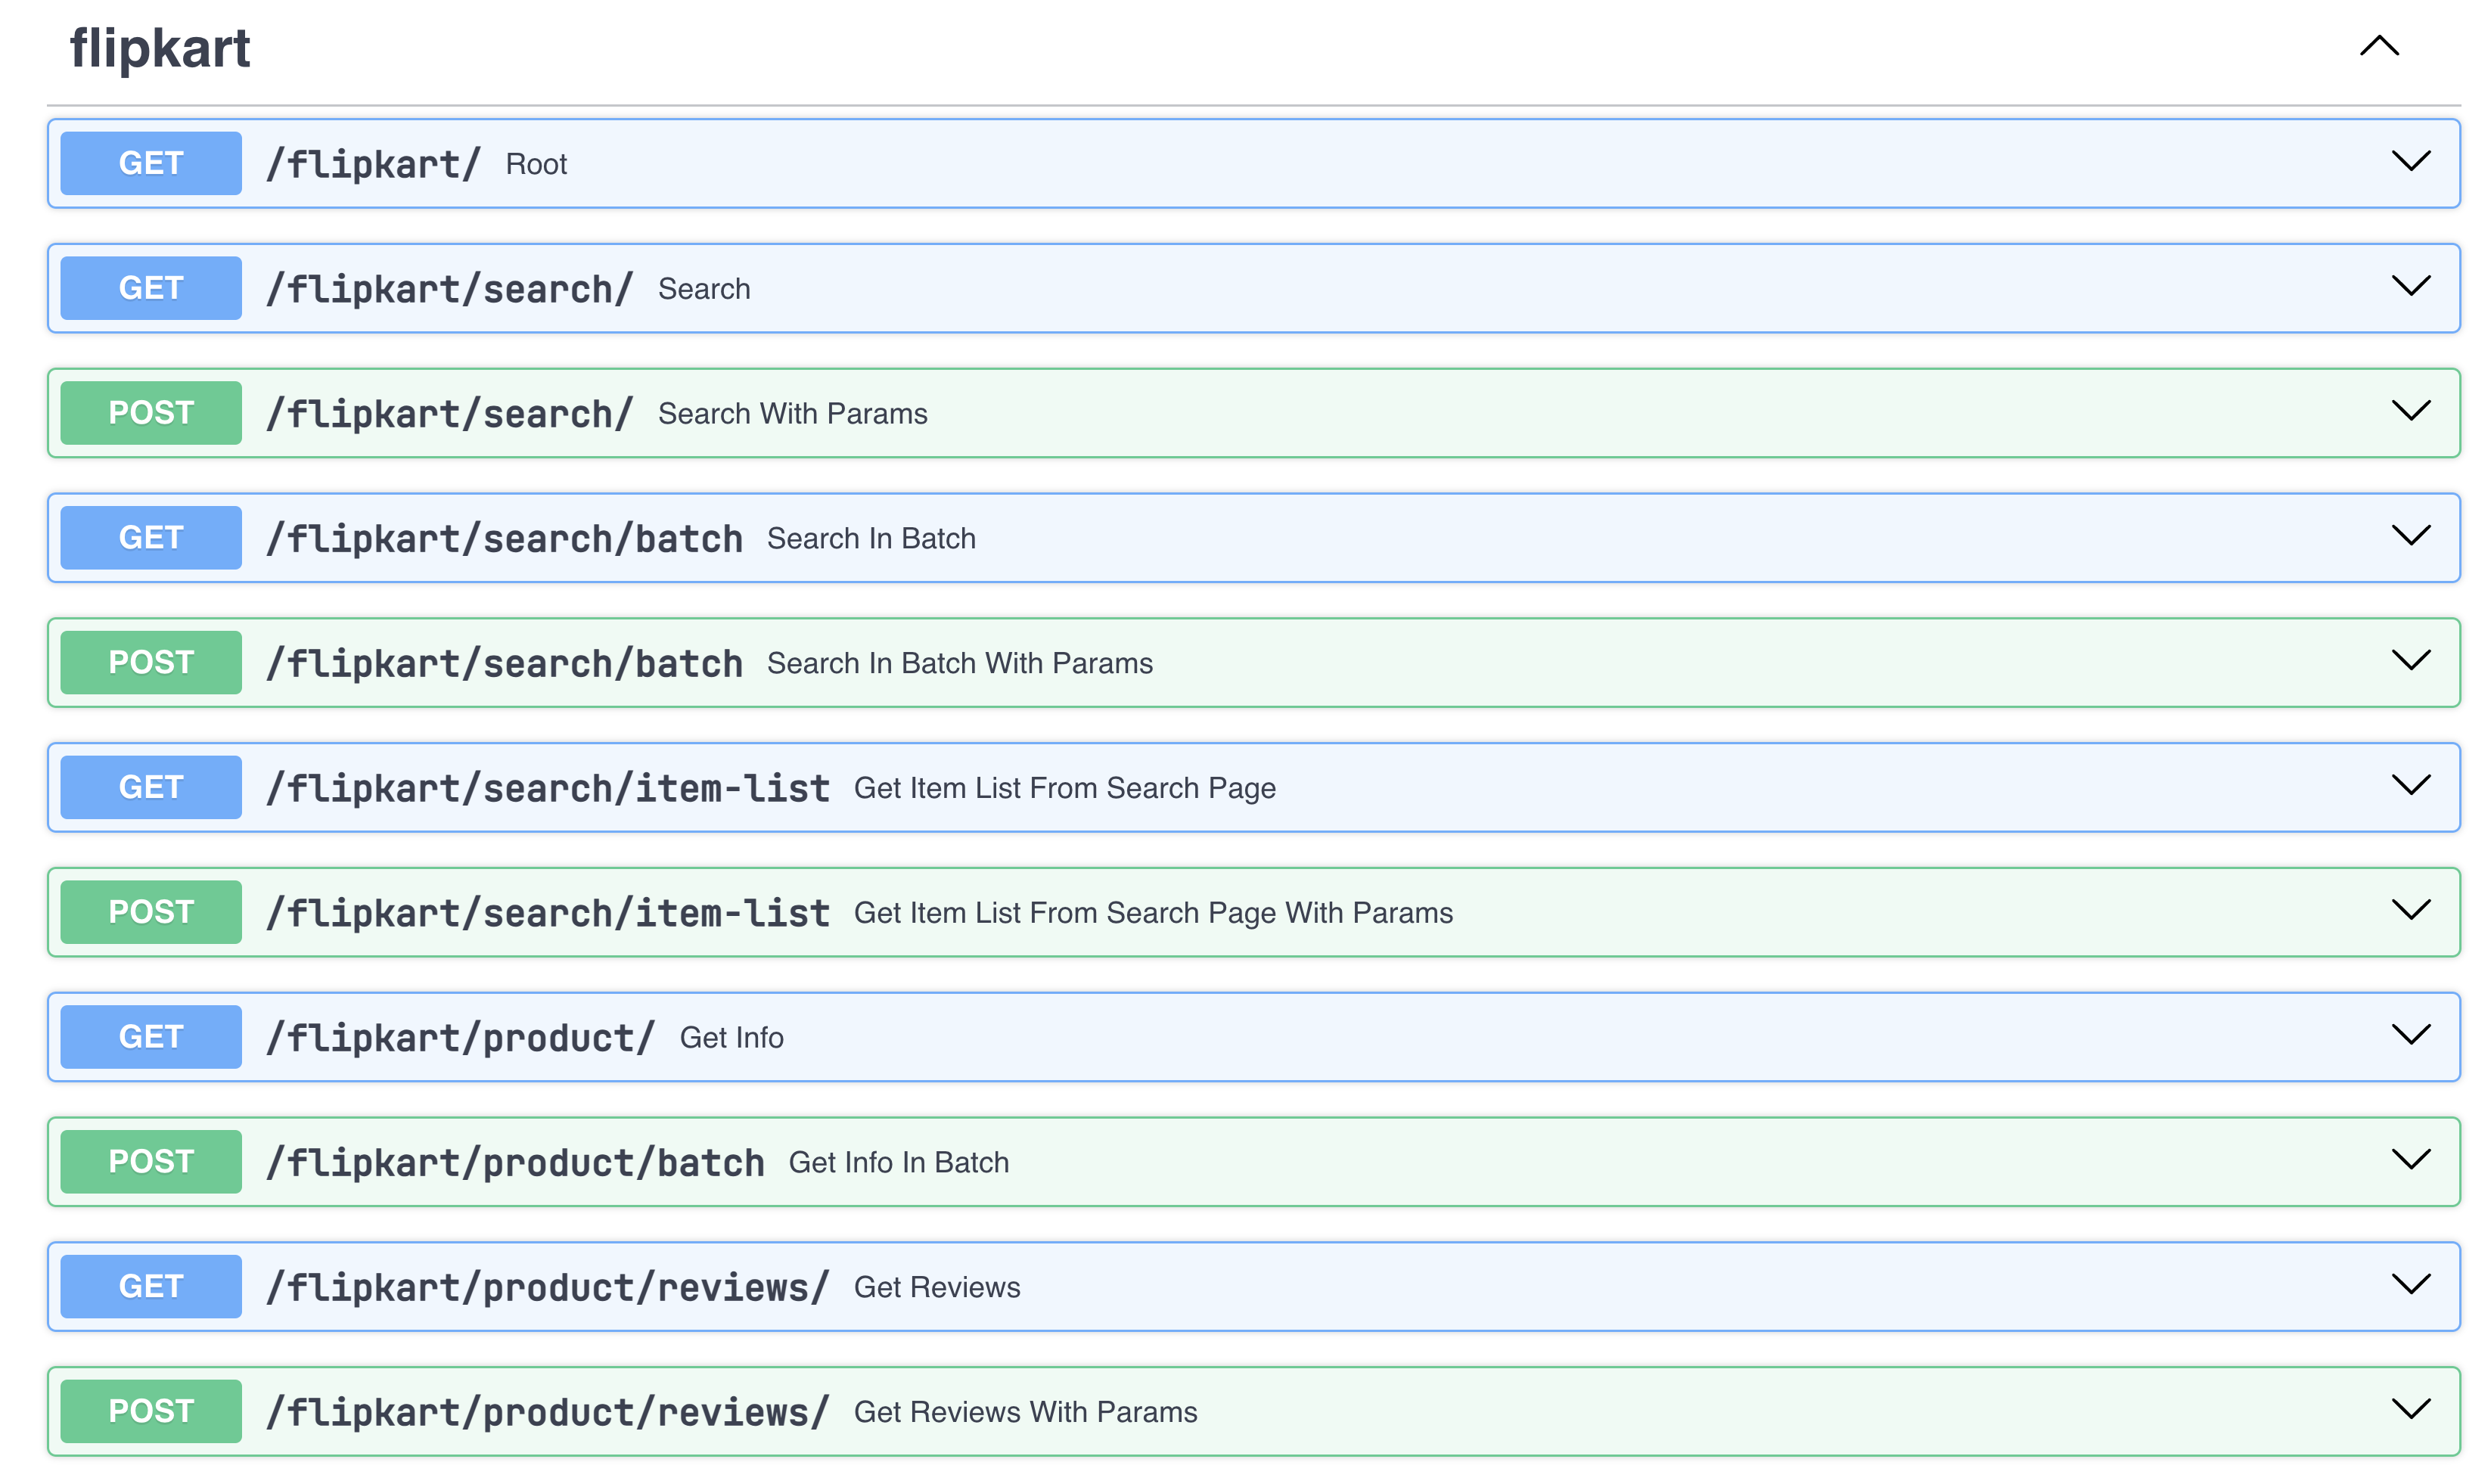 flipkart
GET /flipkart/ Root
GET /flipkart/search/ Search
POST /flipkart/search/ Search With Params
GET /flipkart/search/batch Search In Batch
POST /flipkart/search/batch Search In Batch With Params
GET /flipkart/search/item-list Get Item List From Search Page
POST /flipkart/search/item-list Get Item List From Search Page With Params
GET /flipkart/product/ Get Info
POST /flipkart/product/batch Get Info In Batch
GET /flipkart/product/reviews/ Get Reviews
POST /flipkart/product/reviews/ Get Reviews With Params